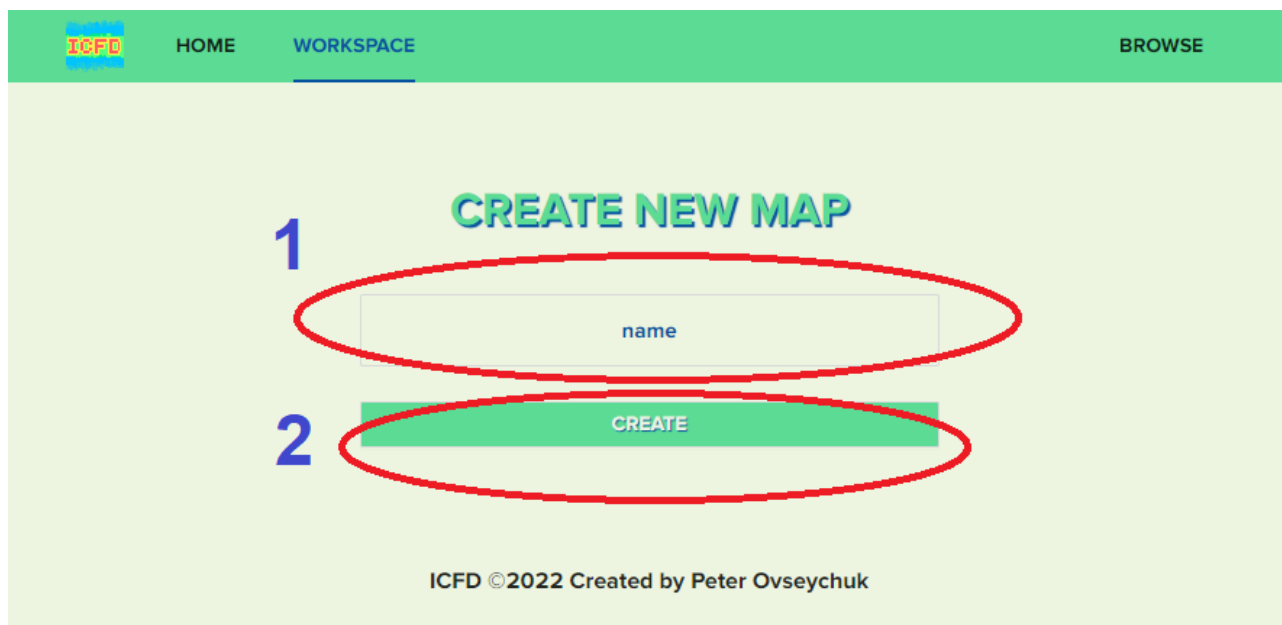 ICFD HOME WORKSPACE BROWSE
CREATE NEW MAP
1
name
2
CREATE
ICFD ©2022 Created by Peter Ovseychuk